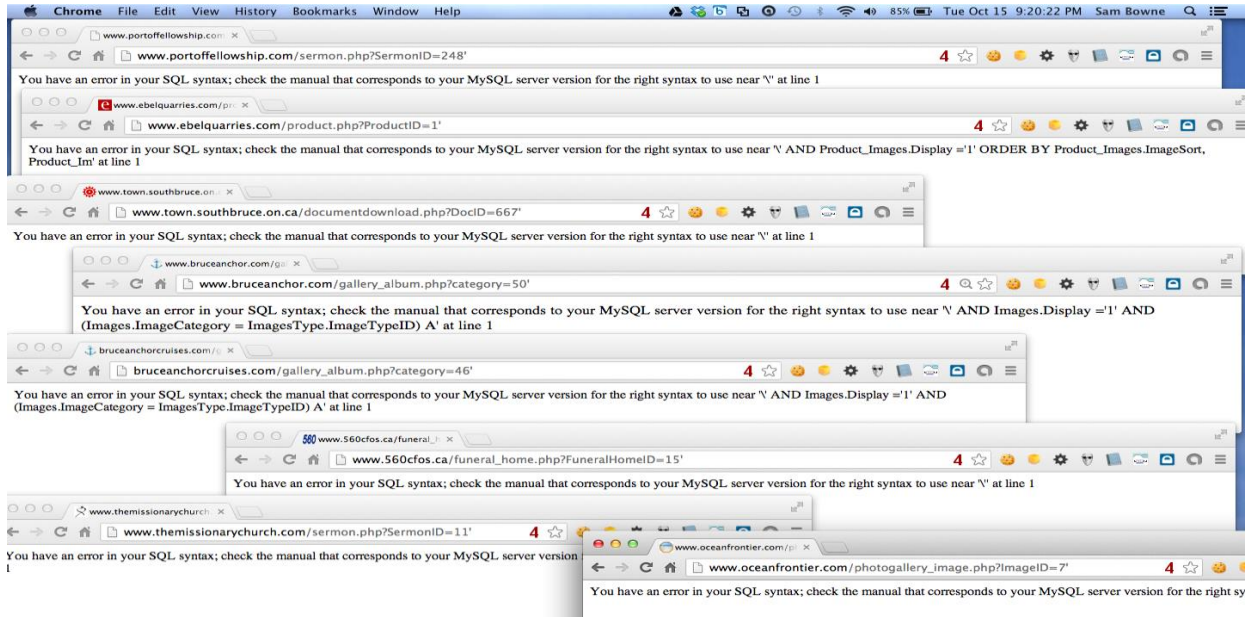 Chrome File Edit View History Bookmarks Window Help 85% Tue Oct 15 9:20:22 PM Sam Bowne
www.portoffellowship.com
www.portoffellowship.com/sermon.php?SermonID=248' 4
You have an error in your SQL syntax; check the manual that corresponds to your MySQL server version for the right syntax to use near '\'' at line 1
www.ebelquarries.com/pr
www.ebelquarries.com/product.php?ProductID=1' 4
You have an error in your SQL syntax; check the manual that corresponds to your MySQL server version for the right syntax to use near '\' AND Product_Images.Display ='1' ORDER BY Product_Images.ImageSort,
Product_Im' at line 1
www.town.southbruce.on.
www.town.southbruce.on.ca/documentdownload.php?DocID=667' 4
You have an error in your SQL syntax; check the manual that corresponds to your MySQL server version for the right syntax to use near '\'' at line 1
www.bruceanchor.com/ga
www.bruceanchor.com/gallery_album.php?category=50' 4
You have an error in your SQL syntax; check the manual that corresponds to your MySQL server version for the right syntax to use near '\' AND Images.Display ='1' AND
(Images.ImageCategory = ImagesType.ImageTypeID) A' at line 1
bruceanchorcruises.com/g
bruceanchorcruises.com/gallery_album.php?category=46' 4
You have an error in your SQL syntax; check the manual that corresponds to your MySQL server version for the right syntax to use near '\' AND Images.Display ='1' AND
(Images.ImageCategory = ImagesType.ImageTypeID) A' at line 1
560 www.560cfos.ca/funeral_h
www.560cfos.ca/funeral_home.php?FuneralHomeID=15' 4
You have an error in your SQL syntax; check the manual that corresponds to your MySQL server version for the right syntax to use near '\'' at line 1
www.themissionarychurch.
www.themissionarychurch.com/sermon.php?SermonID=11' 4
You have an error in your SQL syntax; check the manual that corresponds to your MySQL server version
1
www.oceanfrontier.com/p
www.oceanfrontier.com/photogallery_image.php?ImageID=7' 4
You have an error in your SQL syntax; check the manual that corresponds to your MySQL server version for the right sy